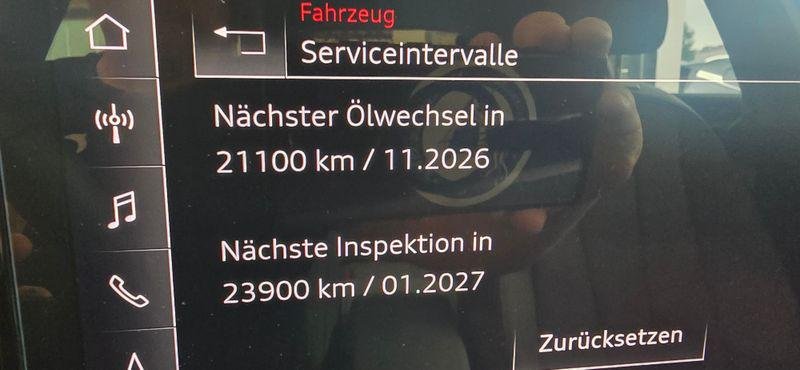 Fahrzeug
Serviceintervalle
Nächster Ölwechsel in
21100 km / 11.2026
Nächste Inspektion in
23900 km / 01.2027
Zurücksetzen